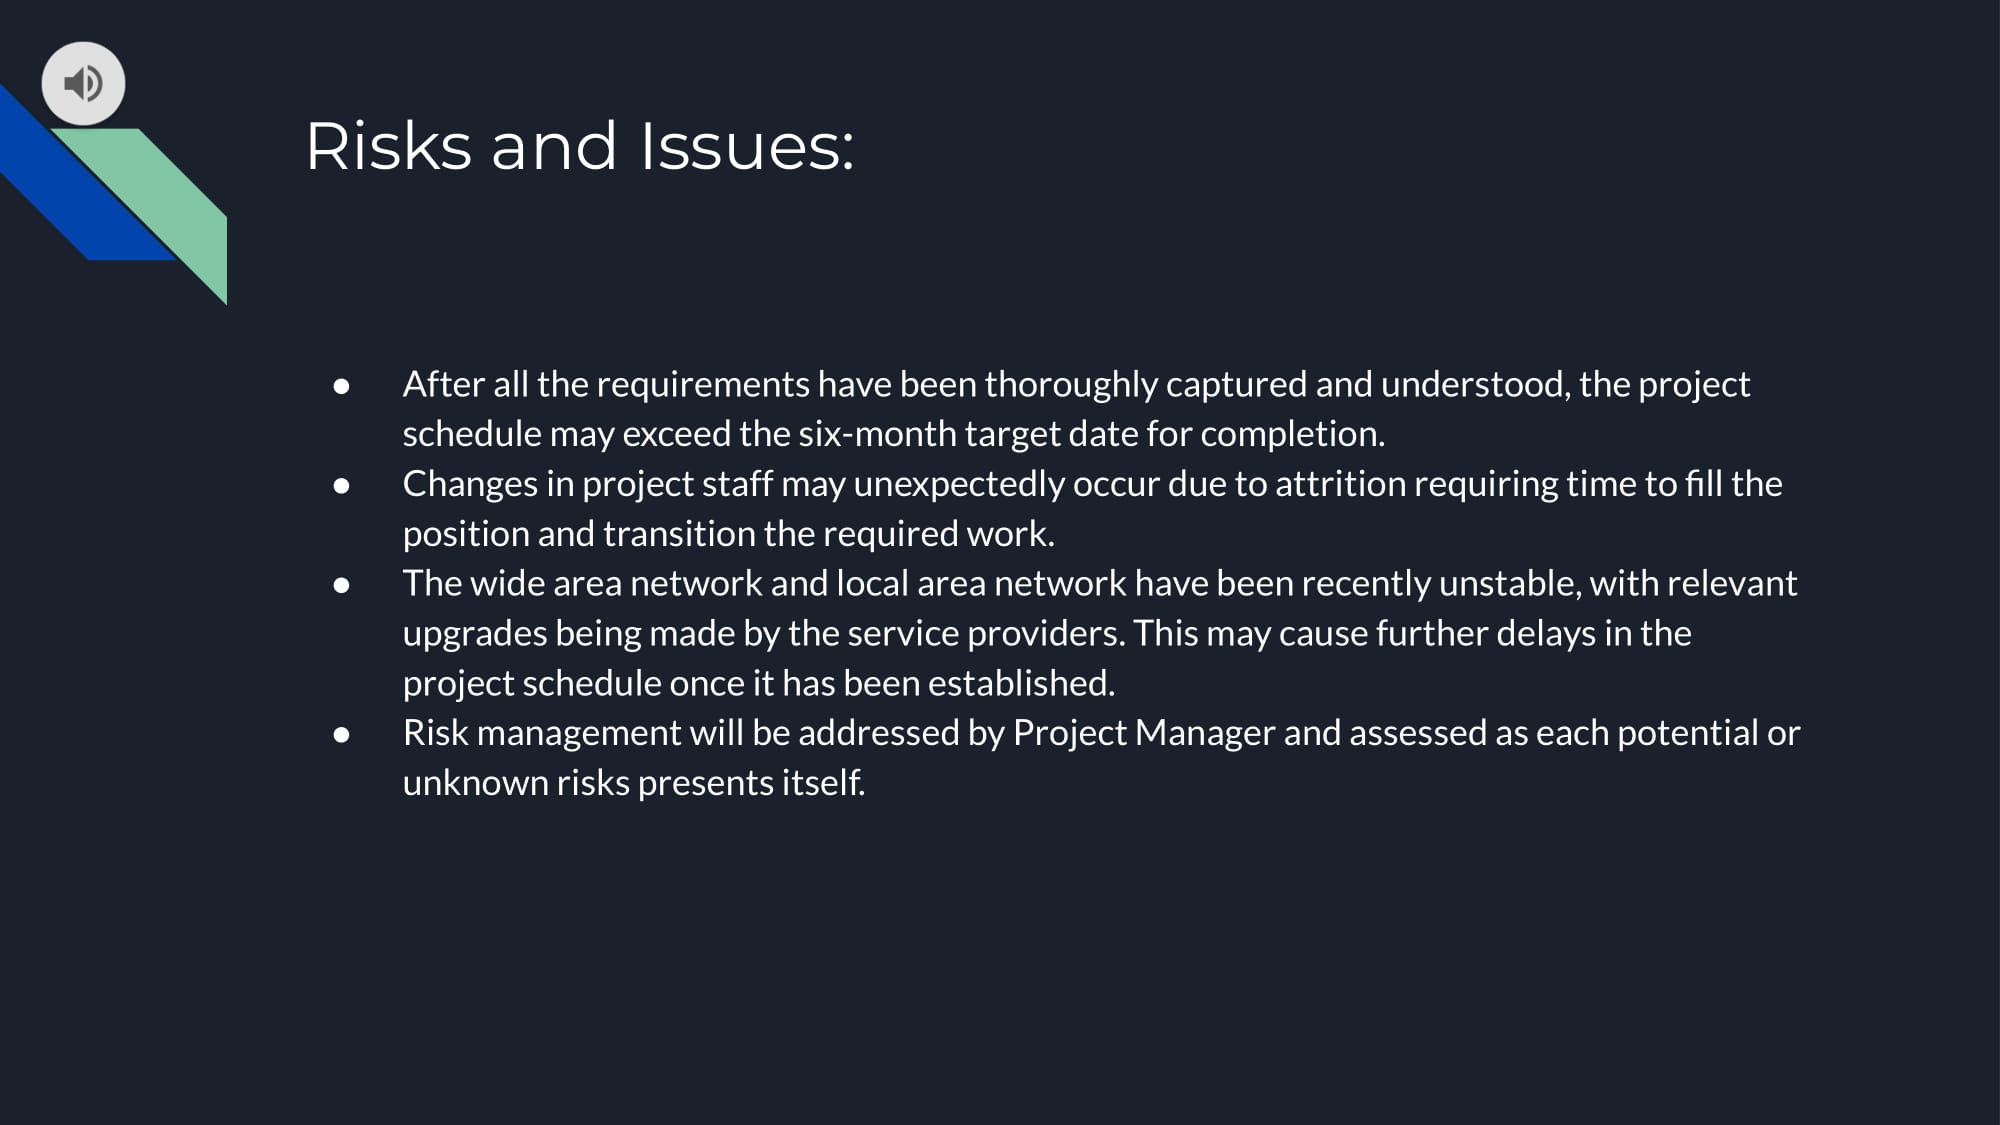 Risks and Issues:
● After all the requirements have been thoroughly captured and understood, the project
schedule may exceed the six-month target date for completion.
● Changes in project staff may unexpectedly occur due to attrition requiring time to fill the
position and transition the required work.
● The wide area network and local area network have been recently unstable, with relevant
upgrades being made by the service providers. This may cause further delays in the
project schedule once it has been established.
● Risk management will be addressed by Project Manager and assessed as each potential or
unknown risks presents itself.